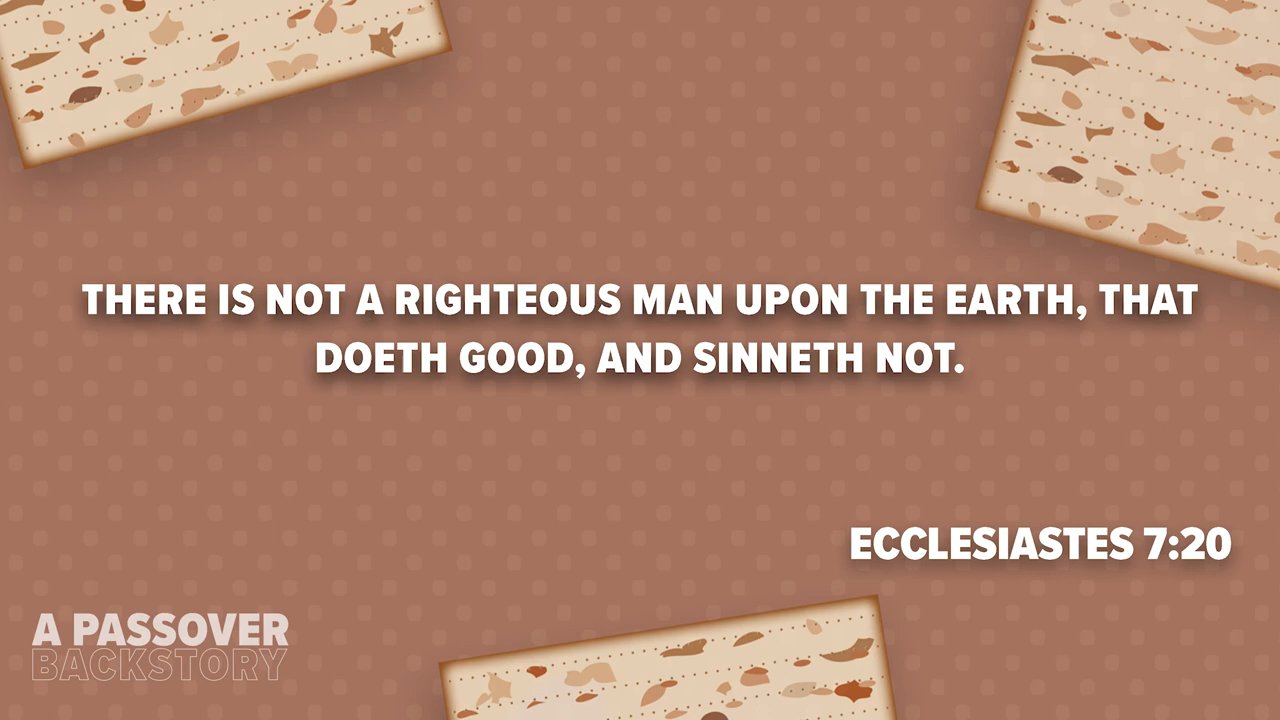 THERE IS NOT A RIGHTEOUS MAN UPON THE EARTH, THAT
DOETH GOOD, AND SINNETH NOT.
ECCLESIASTES 7:20
A PASSOVER
BACKSTORY